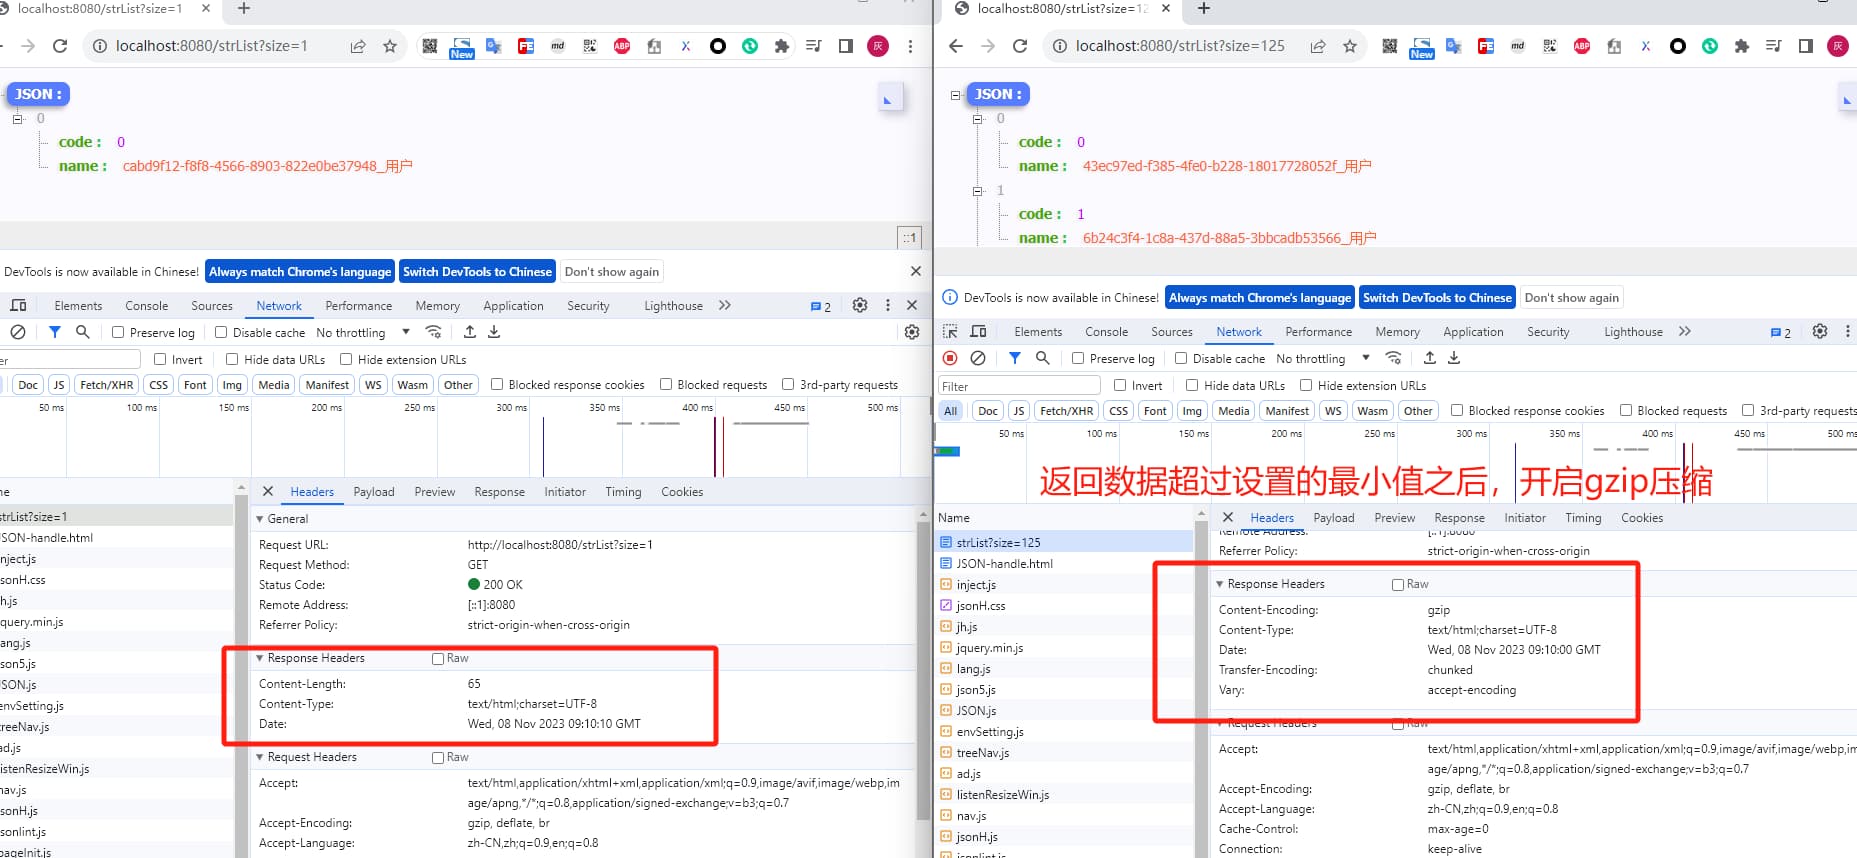 localhost:8080/strList?size=1
localhost:8080/strList?size=1
New
JSON :
0
code : 0
name : cabd9f12-f8f8-4566-8903-822e0be37948_用户
::1
DevTools is now available in Chinese! Always match Chrome's language Switch DevTools to Chinese Don't show again
Elements Console Sources Network Performance Memory Application Security Lighthouse 2
Preserve log Disable cache No throttling
Invert Hide data URLs Hide extension URLs
Doc JS Fetch/XHR CSS Font Img Media Manifest WS Wasm Other Blocked response cookies Blocked requests 3rd-party requests
50 ms 100 ms 150 ms 200 ms 250 ms 300 ms 350 ms 400 ms 450 ms 500 ms
Headers Payload Preview Response Initiator Timing Cookies
strList?size=1
JSON-handle.html
inject.js
jsonH.css
jh.js
jquery.min.js
lang.js
json5.js
JSON.js
envSetting.js
treeNav.js
ad.js
listenResizeWin.js
nav.js
jsonH.js
jsonlint.js
pageInit.js
General
Request URL: http://localhost:8080/strList?size=1
Request Method: GET
Status Code: 200 OK
Remote Address: [::1]:8080
Referrer Policy: strict-origin-when-cross-origin
Response Headers Raw
Content-Length: 65
Content-Type: text/html;charset=UTF-8
Date: Wed, 08 Nov 2023 09:10:10 GMT
Request Headers Raw
Accept: text/html,application/xhtml+xml,application/xml;q=0.9,image/avif,image/webp,im
age/apng,*/*;q=0.8,application/signed-exchange;v=b3;q=0.7
Accept-Encoding: gzip, deflate, br
Accept-Language: zh-CN,zh;q=0.9,en;q=0.8
localhost:8080/strList?size=12
localhost:8080/strList?size=125
New
JSON :
0
code : 0
name : 43ec97ed-f385-4fe0-b228-18017728052f_用户
1
code : 1
name : 6b24c3f4-1c8a-437d-88a5-3bbcadb53566_用户
DevTools is now available in Chinese! Always match Chrome's language Switch DevTools to Chinese Don't show again
Elements Console Sources Network Performance Memory Application Security Lighthouse 2
Preserve log Disable cache No throttling
Filter Invert Hide data URLs Hide extension URLs
All Doc JS Fetch/XHR CSS Font Img Media Manifest WS Wasm Other Blocked response cookies Blocked requests 3rd-party requests
50 ms 100 ms 150 ms 200 ms 250 ms 300 ms 350 ms 400 ms 450 ms 500 ms
返回数据超过设置的最小值之后，开启gzip压缩
Name
strList?size=125
JSON-handle.html
inject.js
jsonH.css
jh.js
jquery.min.js
lang.js
json5.js
JSON.js
envSetting.js
treeNav.js
ad.js
listenResizeWin.js
nav.js
jsonH.js
jsonlint.js
Headers Payload Preview Response Initiator Timing Cookies
Remote Address: [::1]:8080
Referrer Policy: strict-origin-when-cross-origin
Response Headers Raw
Content-Encoding: gzip
Content-Type: text/html;charset=UTF-8
Date: Wed, 08 Nov 2023 09:10:00 GMT
Transfer-Encoding: chunked
Vary: accept-encoding
Request Headers Raw
Accept: text/html,application/xhtml+xml,application/xml;q=0.9,image/avif,image/webp,im
age/apng,*/*;q=0.8,application/signed-exchange;v=b3;q=0.7
Accept-Encoding: gzip, deflate, br
Accept-Language: zh-CN,zh;q=0.9,en;q=0.8
Cache-Control: max-age=0
Connection: keep-alive